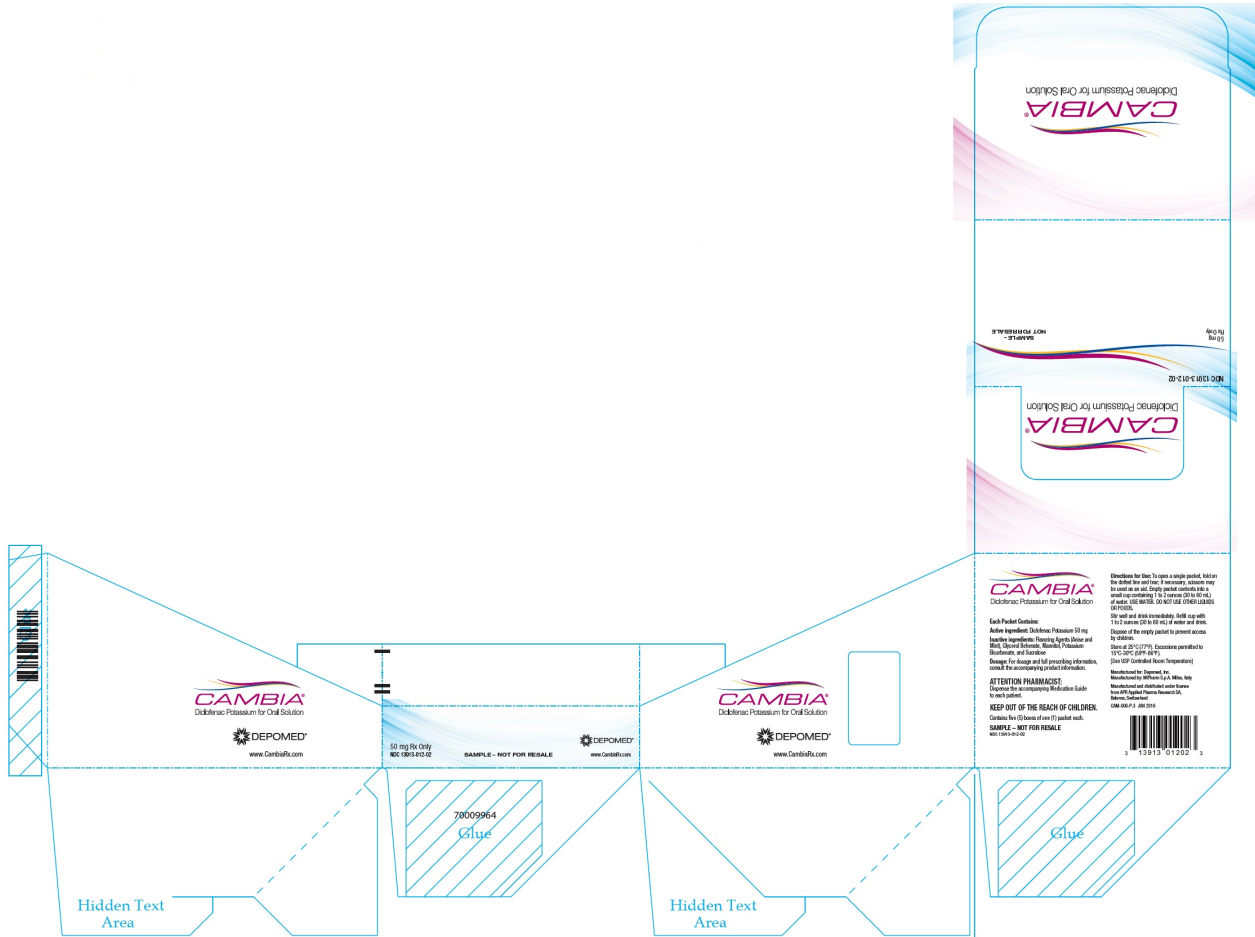 Diclofenac Potassium for Oral Solution
CAMBIA®
SAMPLE -
NOT FOR RESALE
50 mg
Rx Only
NDC 13913-012-02
Diclofenac Potassium for Oral Solution
CAMBIA®
CAMBIA®
Diclofenac Potassium for Oral Solution
DEPOMED®
www.CambiaRx.com
50 mg Rx Only
NDC 13913-012-02
SAMPLE – NOT FOR RESALE
DEPOMED®
www.CambiaRx.com
CAMBIA®
Diclofenac Potassium for Oral Solution
DEPOMED®
www.CambiaRx.com
CAMBIA®
Diclofenac Potassium for Oral Solution
Each Packet Contains:
Active ingredient: Diclofenac Potassium 50 mg
Inactive ingredients: Flavoring Agents (Anise and
Mint), Glycerol Behenate, Mannitol, Potassium
Bicarbonate, and Sucralose
Dosage: For dosage and full prescribing information,
consult the accompanying product information.
ATTENTION PHARMACIST:
Dispense the accompanying Medication Guide
to each patient.
KEEP OUT OF THE REACH OF CHILDREN.
Contains five (5) boxes of one (1) packet each.
SAMPLE – NOT FOR RESALE
NDC 13913-012-02
Directions for Use: To open a single packet, fold on
the dotted line and tear; if necessary, scissors may
be used as an aid. Empty packet contents into a
small cup containing 1 to 2 ounces (30 to 60 mL)
of water. USE WATER. DO NOT USE OTHER LIQUIDS
OR FOODS.
Stir well and drink immediately. Refill cup with
1 to 2 ounces (30 to 60 mL) of water and drink.
Dispose of the empty packet to prevent access
by children.
Store at 25°C (77°F). Excursions permitted to
15°C-30°C (59°F-86°F).
[See USP Controlled Room Temperature]
Manufactured for: Depomed, Inc.
Manufactured by: MiPharm S.p.A. Milan, Italy
Manufactured and distributed under license
from APR Applied Pharma Research SA,
Balerna, Switzerland
CAM-006-P.3 JUN 2016
3 13913 01202 3
70009964
Glue
Glue
Hidden Text
Area
Hidden Text
Area